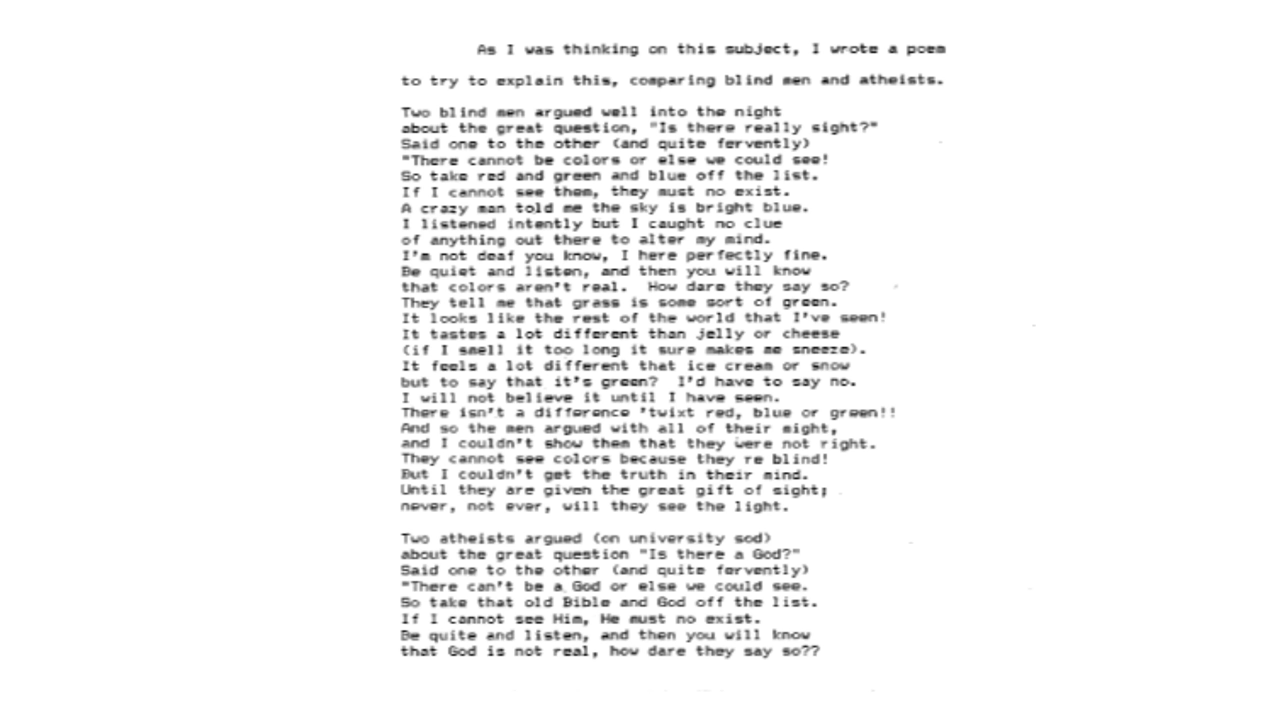 As I was thinking on this subject, I wrote a poem
to try to explain this, comparing blind men and atheists.
Two blind men argued well into the night
about the great question, "Is there really sight?"
Said one to the other (and quite fervently)
"There cannot be colors or else we could see!
So take red and green and blue off the list.
If I cannot see them, they must no exist.
A crazy man told me the sky is bright blue.
I listened intently but I caught no clue
of anything out there to alter my mind.
I'm not deaf you know, I here perfectly fine.
Be quiet and listen, and then you will know
that colors aren't real. How dare they say so?
They tell me that grass is some sort of green.
It looks like the rest of the world that I've seen!
It tastes a lot different than jelly or cheese
(if I smell it too long it sure makes me sneeze).
It feels a lot different that ice cream or snow
but to say that it's green? I'd have to say no.
I will not believe it until I have seen.
There isn't a difference 'twixt red, blue or green!!
And so the men argued with all of their might,
and I couldn't show them that they were not right.
They cannot see colors because they re blind!
But I couldn't get the truth in their mind.
Until they are given the great gift of sight;
never, not ever, will they see the light.
Two atheists argued (on university sod)
about the great question "Is there a God?"
Said one to the other (and quite fervently)
"There can't be a God or else we could see.
So take that old Bible and God off the list.
If I cannot see Him, He must no exist.
Be quite and listen, and then you will know
that God is not real, how dare they say so??